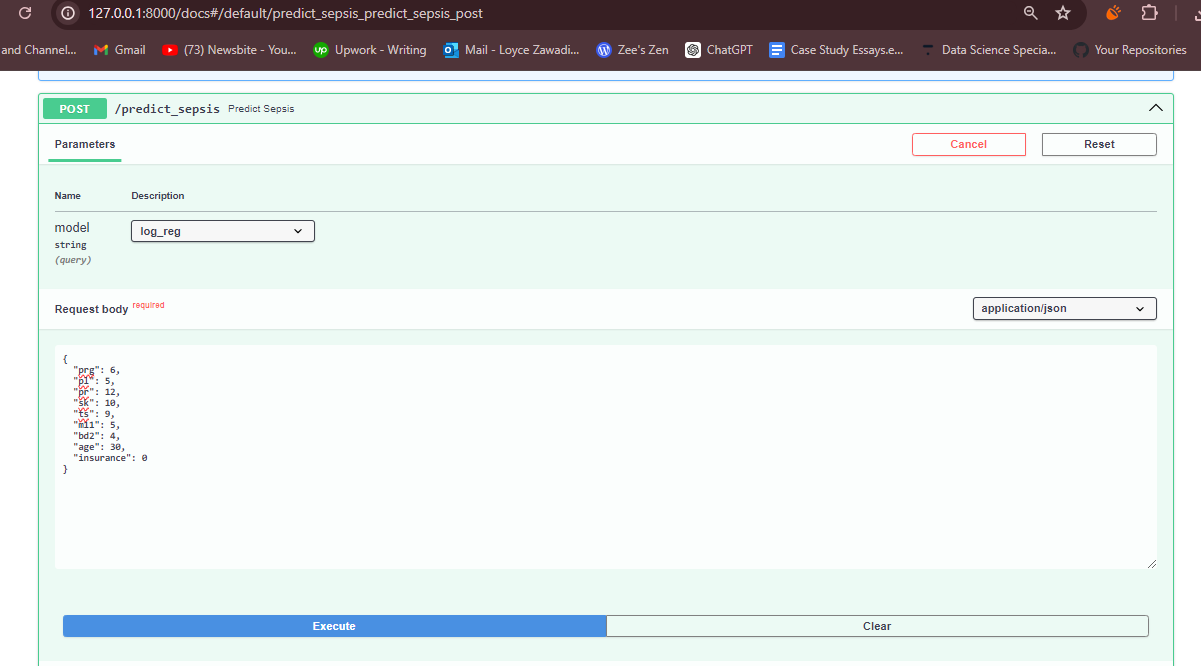 127.0.0.1:8000/docs#/default/predict_sepsis_predict_sepsis_post
and Channel... Gmail (73) Newsbite - You... up Upwork - Writing Mail - Loyce Zawadi... Zee's Zen ChatGPT Case Study Essays.e... Data Science Specia... Your Repositories
POST /predict_sepsis Predict Sepsis
Parameters Cancel Reset
Name Description
model log_reg
string
(query)
Request body required application/json
{
"prg": 6,
"pl": 5,
"pr": 12,
"sk": 10,
"ts": 9,
"m11": 5,
"bd2": 4,
"age": 30,
"insurance": 0
}
Execute Clear